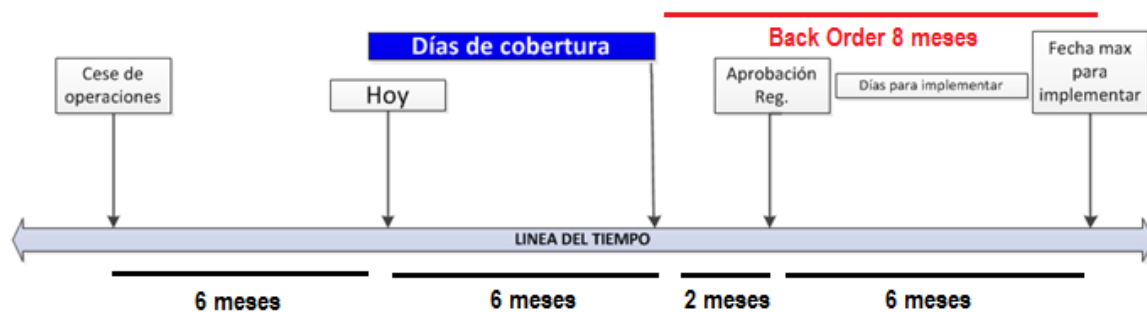 Back Order 8 meses
Días de cobertura
Cese de
operaciones
Hoy
Aprobación
Reg.
Días para implementar
Fecha max
para
implementar
LINEA DEL TIEMPO
6 meses
6 meses
2 meses
6 meses